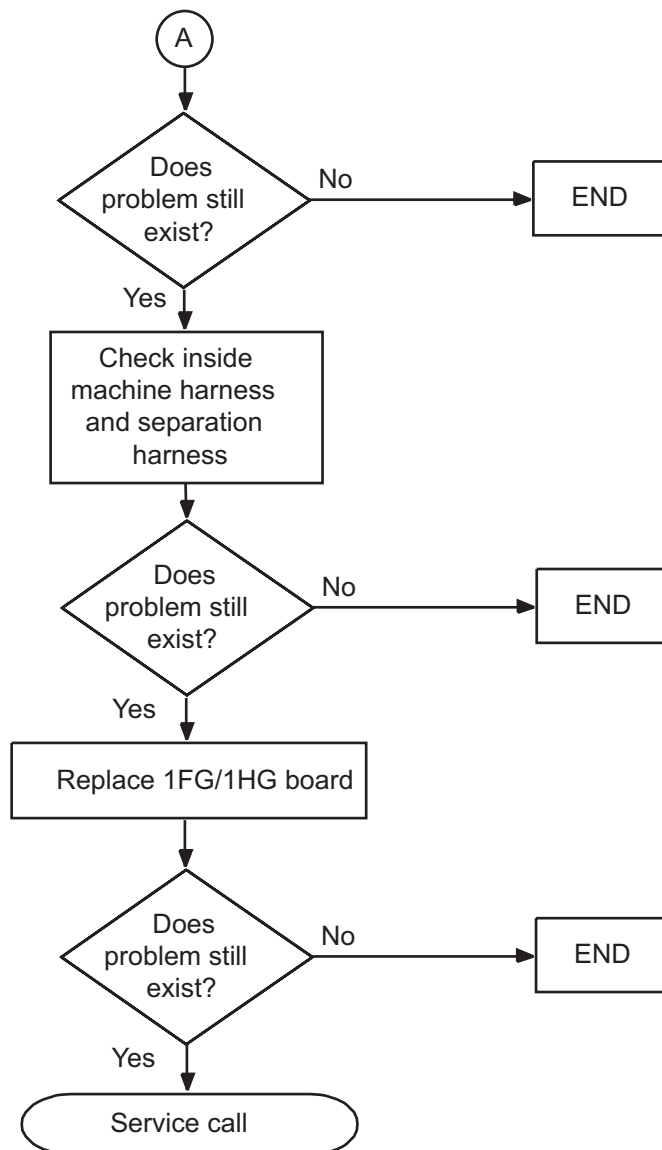 A
Does
problem still
exist?
No
END
Yes
Check inside
machine harness
and separation
harness
Does
problem still
exist?
No
END
Yes
Replace 1FG/1HG board
Does
problem still
exist?
No
END
Yes
Service call